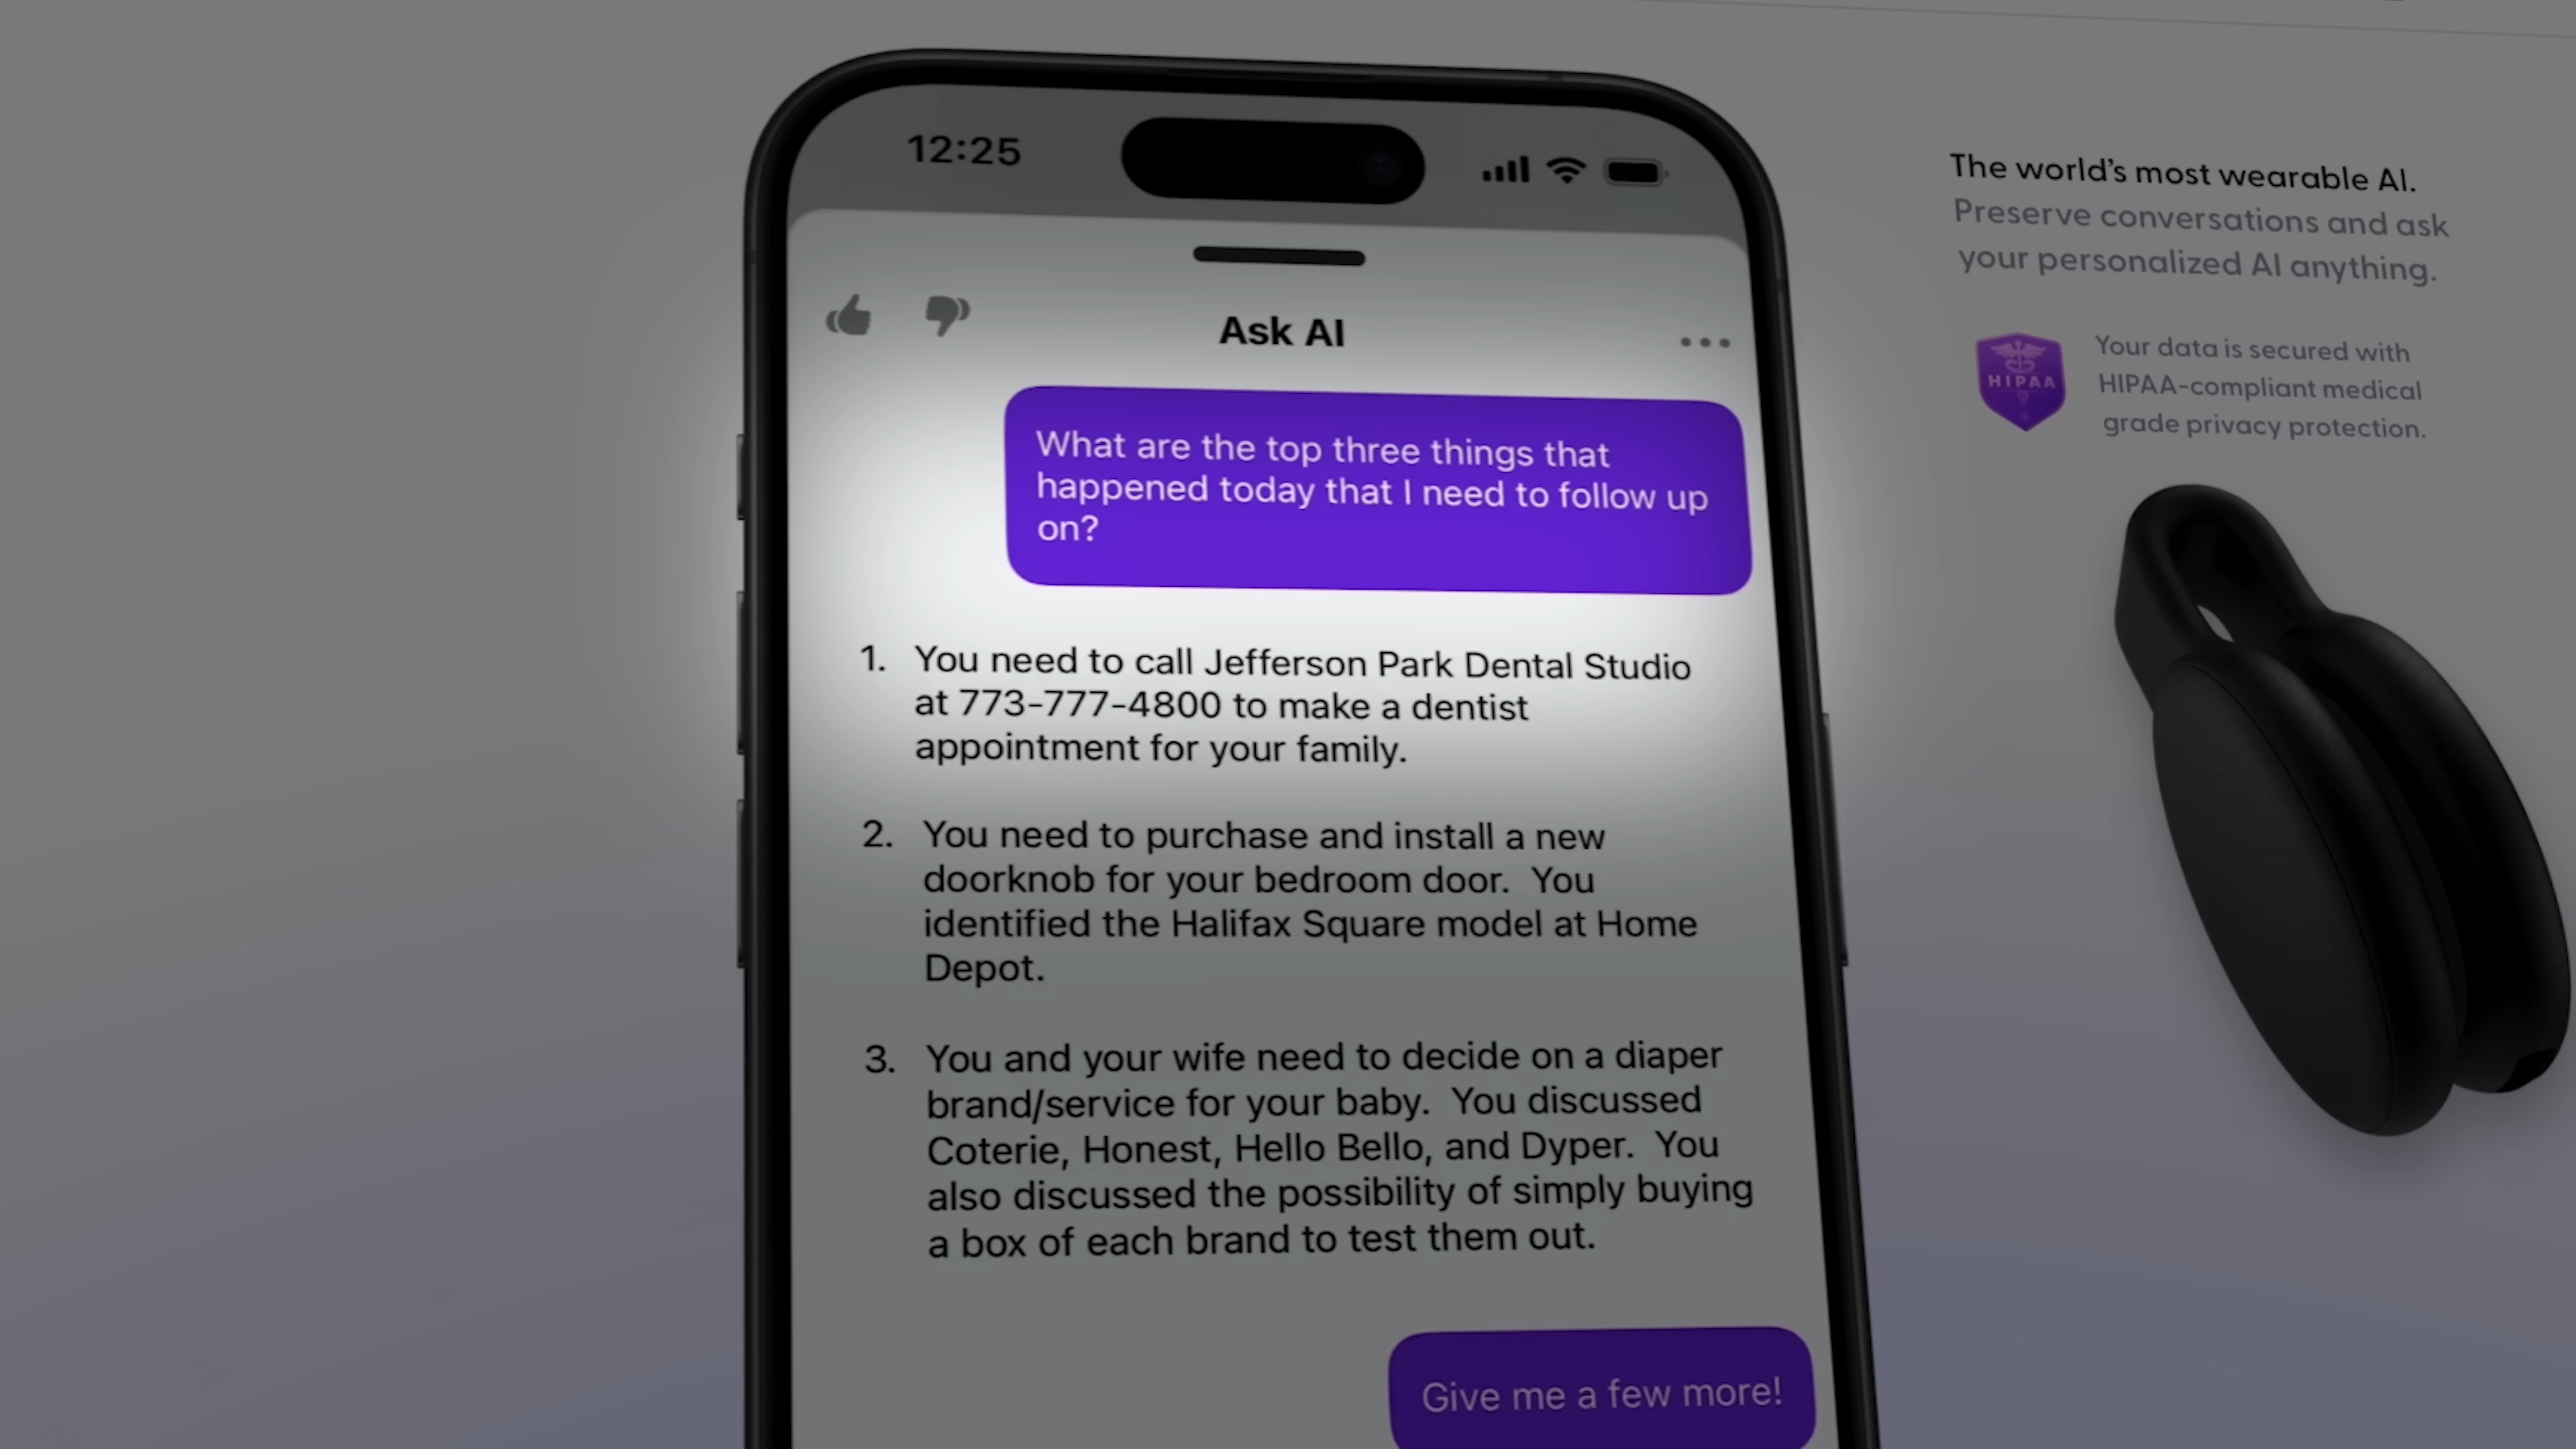 12:25
Ask AI
What are the top three things that
happened today that I need to follow up
on?
1. You need to call Jefferson Park Dental Studio
at 773-777-4800 to make a dentist
appointment for your family.
2. You need to purchase and install a new
doorknob for your bedroom door. You
identified the Halifax Square model at Home
Depot.
3. You and your wife need to decide on a diaper
brand/service for your baby. You discussed
Coterie, Honest, Hello Bello, and Dyper. You
also discussed the possibility of simply buying
a box of each brand to test them out.
Give me a few more!
The world's most wearable AI.
Preserve conversations and ask
your personalized AI anything.
HIPAA
Your data is secured with
HIPAA-compliant medical
grade privacy protection.